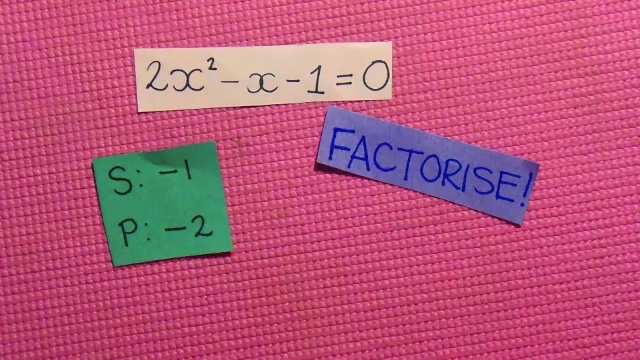 2x² - x - 1 = 0
FACTORISE!
S: -1
P: -2